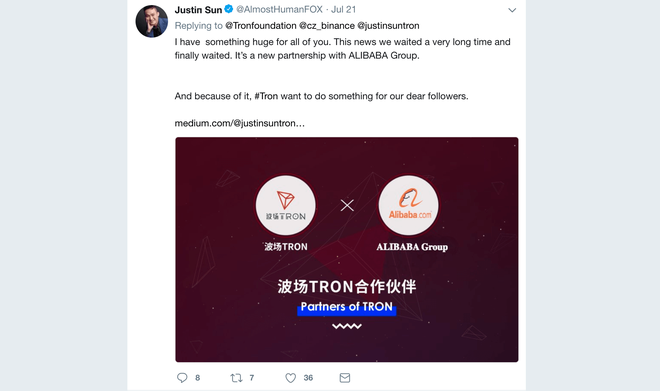 Justin Sun @AlmostHumanFOX · Jul 21
Replying to @Tronfoundation @cz_binance @justinsuntron
I have something huge for all of you. This news we waited a very long time and
finally waited. It's a new partnership with ALIBABA Group.
And because of it, #Tron want to do something for our dear followers.
medium.com/@justinsuntron…
波场TRON
Alibaba.com
波场TRON
ALIBABA Group
波场TRON合作伙伴
Partners of TRON
8 7 36